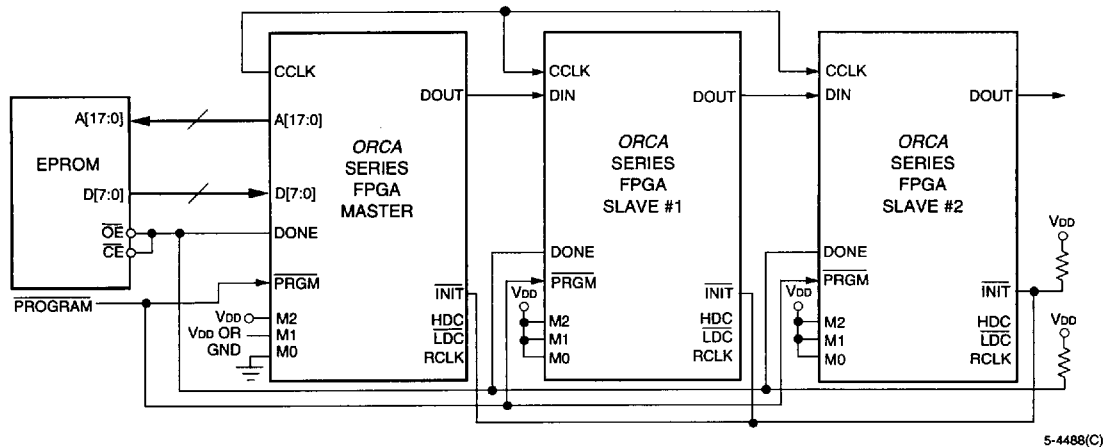 EPROM
A[17:0]
D[7:0]
OE
CE
PROGRAM
CCLK
A[17:0]
D[7:0]
DONE
PRGM
VDD
M2
VDD OR
M1
GND
M0
ORCA
SERIES
FPGA
MASTER
DOUT
INIT
HDC
LDC
RCLK
CCLK
DIN
DONE
PRGM
VDD
M2
M1
M0
ORCA
SERIES
FPGA
SLAVE #1
DOUT
INIT
HDC
LDC
RCLK
CCLK
DIN
DONE
PRGM
VDD
M2
M1
M0
ORCA
SERIES
FPGA
SLAVE #2
DOUT
INIT
HDC
LDC
RCLK
VDD
VDD
5-4488(C)